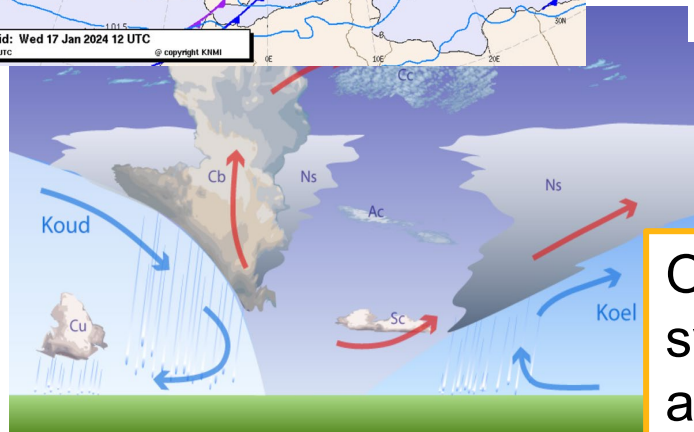 1015
id: Wed 17 Jan 2024 12 UTC
UTC @ copyright KNMI
0E
10E
20E
30N
Cc
Cb
Ns
Ns
Koud
Ac
Cu
Sc
Koel